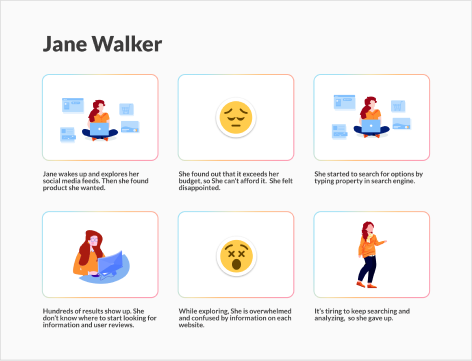 Jane Walker
Jane wakes up and explores her
social media feeds. Then she found
product she wanted.
She found out that it exceeds her
budget, so She can't afford it. She felt
disappointed.
She started to search for options by
typing property in search engine.
Hundreds of results show up. She
don't know where to start looking for
information and user reviews.
While exploring, She is overwhelmed
and confused by information on each
website.
It's tiring to keep searching and
analyzing, so she gave up.